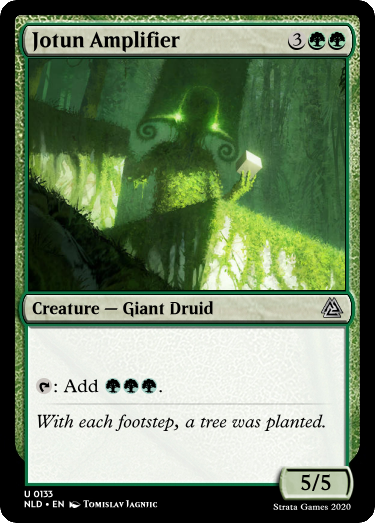 Jotun Amplifier 3
Creature — Giant Druid
: Add .
With each footstep, a tree was planted.
5/5
U 0133
NLD • EN Tomislav Jagnjic
Strata Games 2020